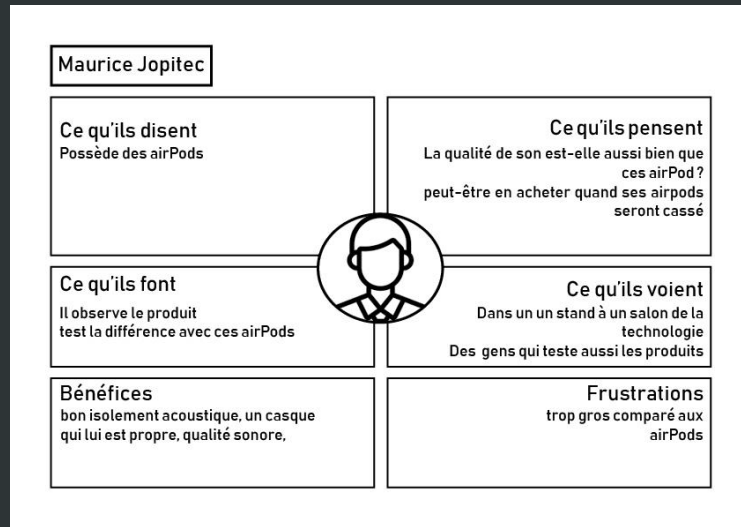 Maurice Jopitec
Ce qu'ils disent
Possède des airPods
Ce qu'ils pensent
La qualité de son est-elle aussi bien que
ces airPod ?
peut-être en acheter quand ses airpods
seront cassé
Ce qu'ils font
Il observe le produit
test la différence avec ces airPods
Ce qu'ils voient
Dans un un stand à un salon de la
technologie
Des gens qui teste aussi les produits
Bénéfices
bon isolement acoustique, un casque
qui lui est propre, qualité sonore,
Frustrations
trop gros comparé aux
airPods